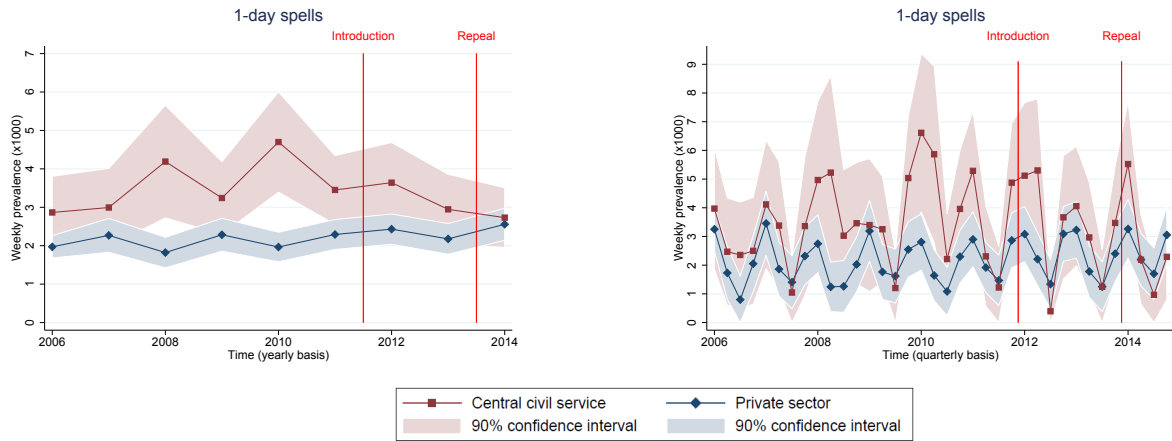 1-day spells
Introduction
Repeal
Weekly prevalence (x1000)
7
6
5
4
3
2
1
0
2006
2008
2010
2012
2014
Time (yearly basis)
1-day spells
Introduction
Repeal
Weekly prevalence (x1000)
9
8
7
6
5
4
3
2
1
0
2006
2008
2010
2012
2014
Time (quarterly basis)
Central civil service
Private sector
90% confidence interval
90% confidence interval